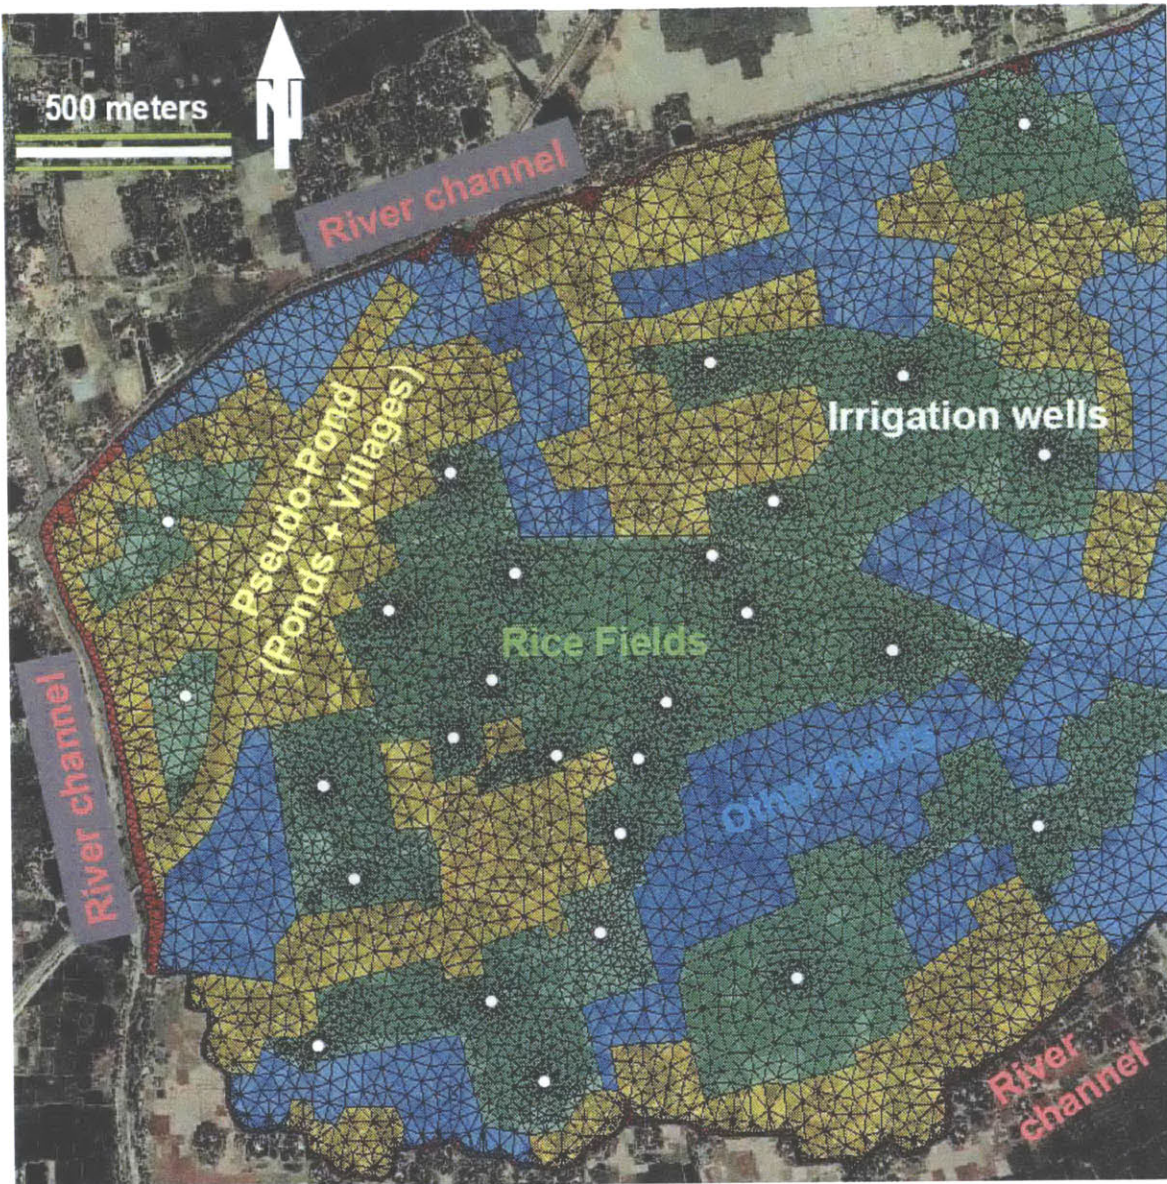 500 meters
N
River channel
Irrigation wells
Pseudo-Pond
(Ponds + Villages)
Rice Fields
River channel
Other Fields
River
channel